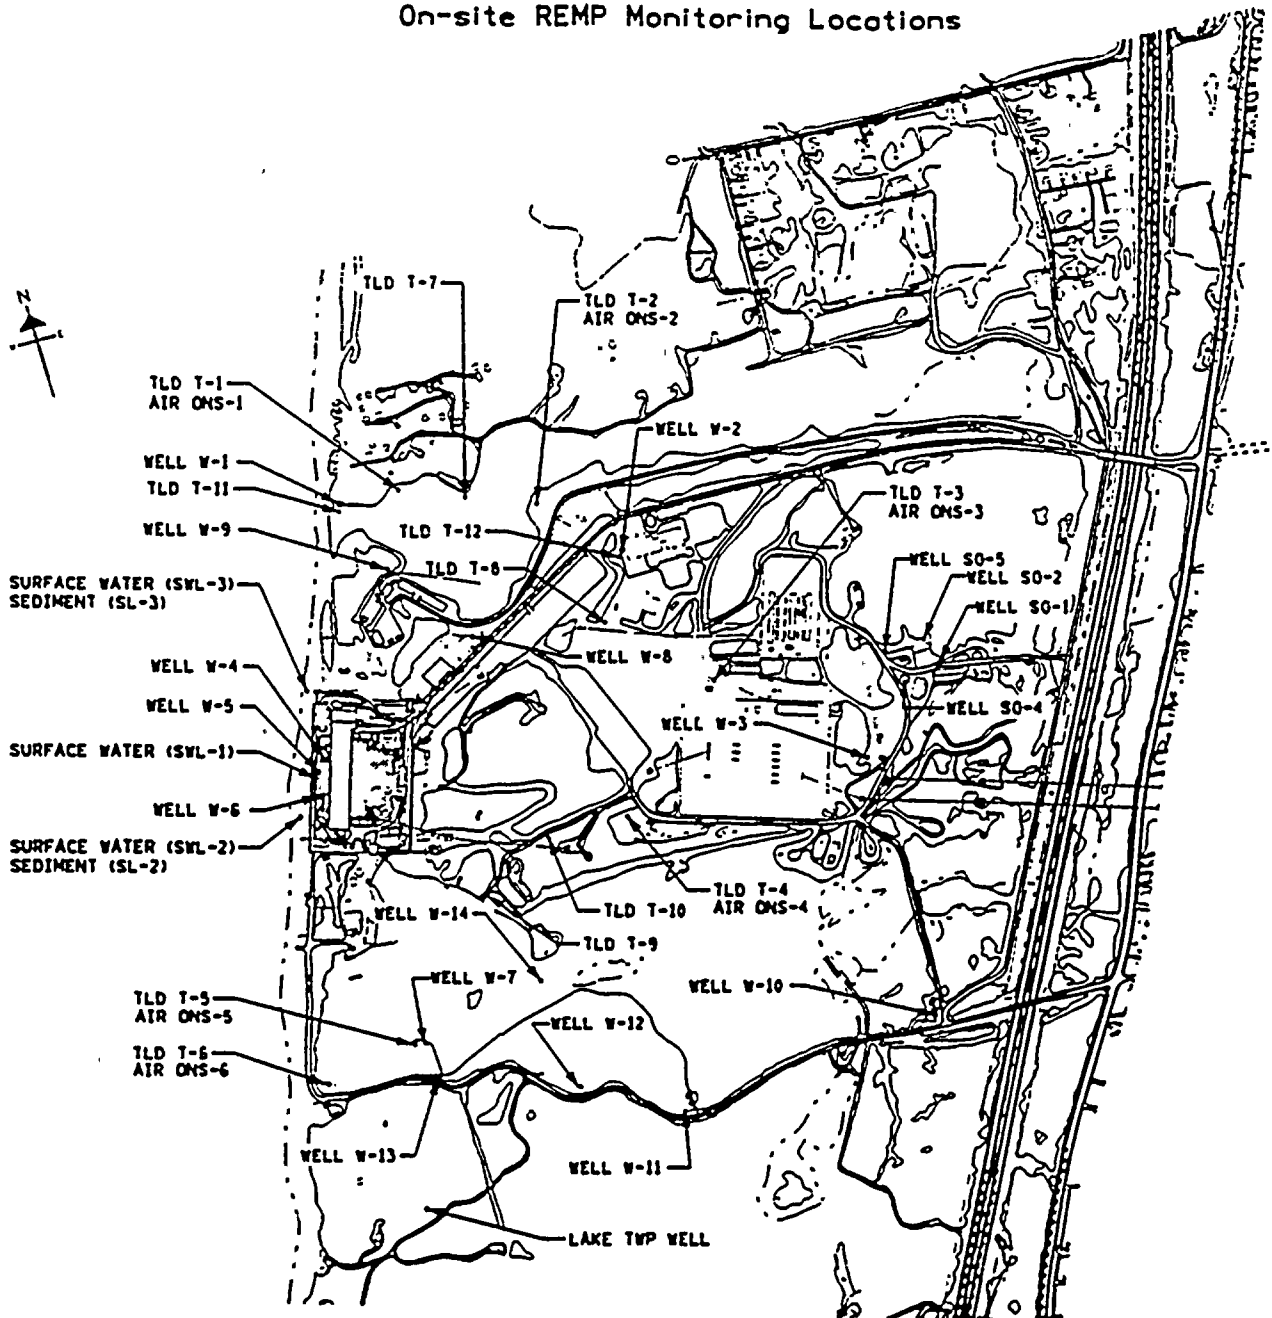 On-site REMP Monitoring Locations
TLD T-7
TLD T-2
AIR ONS-2
N
TLD T-1
AIR ONS-1
WELL W-2
WELL W-1
TLD T-11
TLD T-3
AIR ONS-3
WELL W-9
TLD T-12
TLD T-8
WELL SG-5
WELL SG-2
WELL SG-1
SURFACE WATER (SWL-3)
SEDIMENT (SL-3)
WELL W-4
WELL W-8
WELL W-5
WELL SG-4
WELL W-3
SURFACE WATER (SWL-1)
WELL W-6
SURFACE WATER (SWL-2)
SEDIMENT (SL-2)
TLD T-4
AIR ONS-4
WELL W-14
TLD T-10
TLD T-9
WELL W-7
WELL W-10
TLD T-5
AIR ONS-5
WELL W-12
TLD T-6
AIR ONS-6
WELL W-13
WELL W-11
LAKE TWP WELL